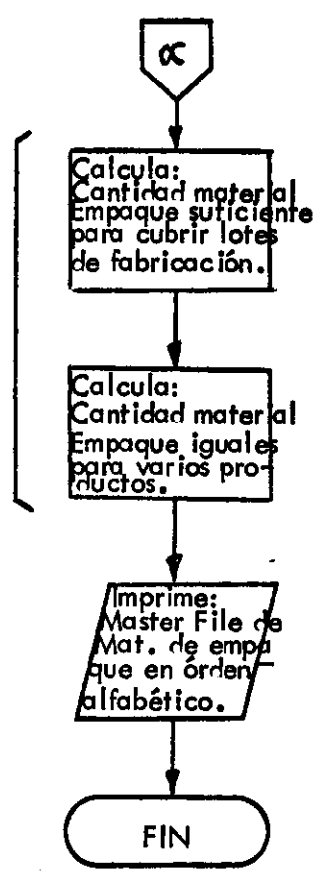 α
Calcula:
Cantidad material
Empaque suficiente
para cubrir lotes
de fabricación.
Calcula:
Cantidad material
Empaque iguales
para varios pro-
ductos.
Imprime:
Master File de
Mat. de empa
que en órden
alfabético.
FIN